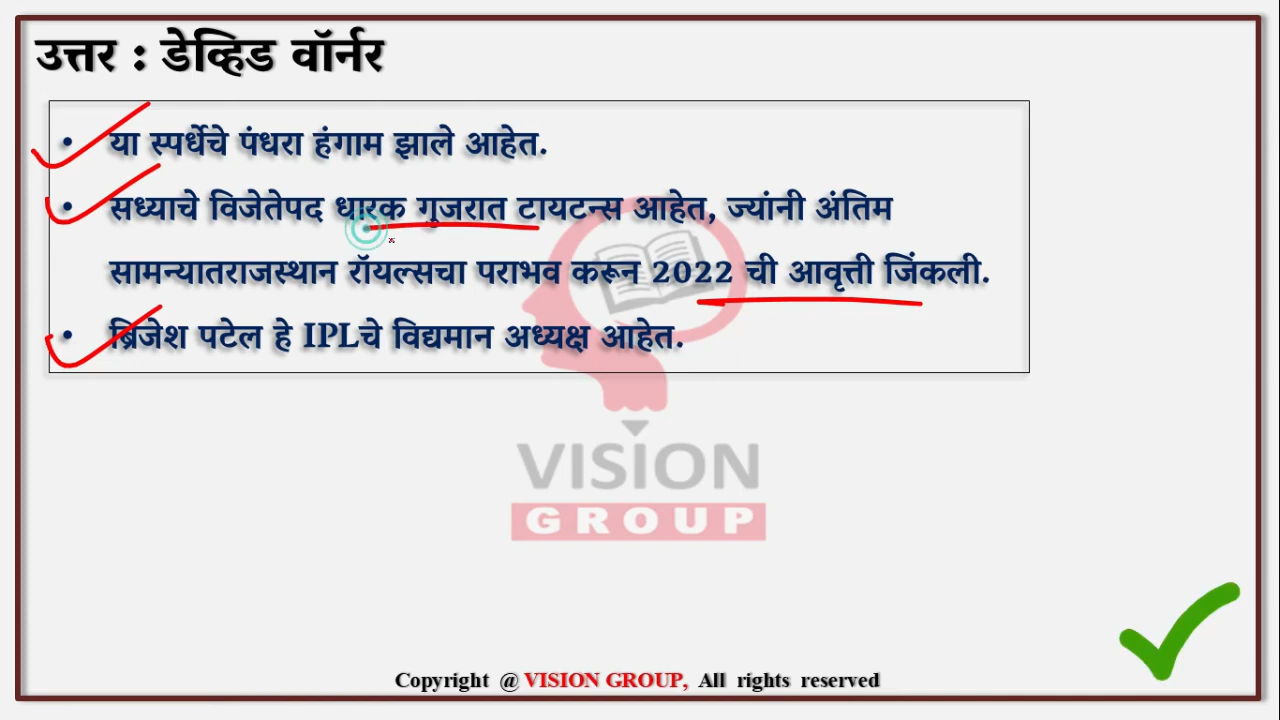 उत्तर : डेव्हिड वॉर्नर
• या स्पर्धेचे पंधरा हंगाम झाले आहेत.
• सध्याचे विजेतेपद धारक गुजरात टायटन्स आहेत, ज्यांनी अंतिम
सामन्यातराजस्थान रॉयल्सचा पराभव करून 2022 ची आवृत्ती जिंकली.
• ब्रिजेश पटेल हे IPLचे विद्यमान अध्यक्ष आहेत.
VISION
GROUP
Copyright @ VISION GROUP, All rights reserved